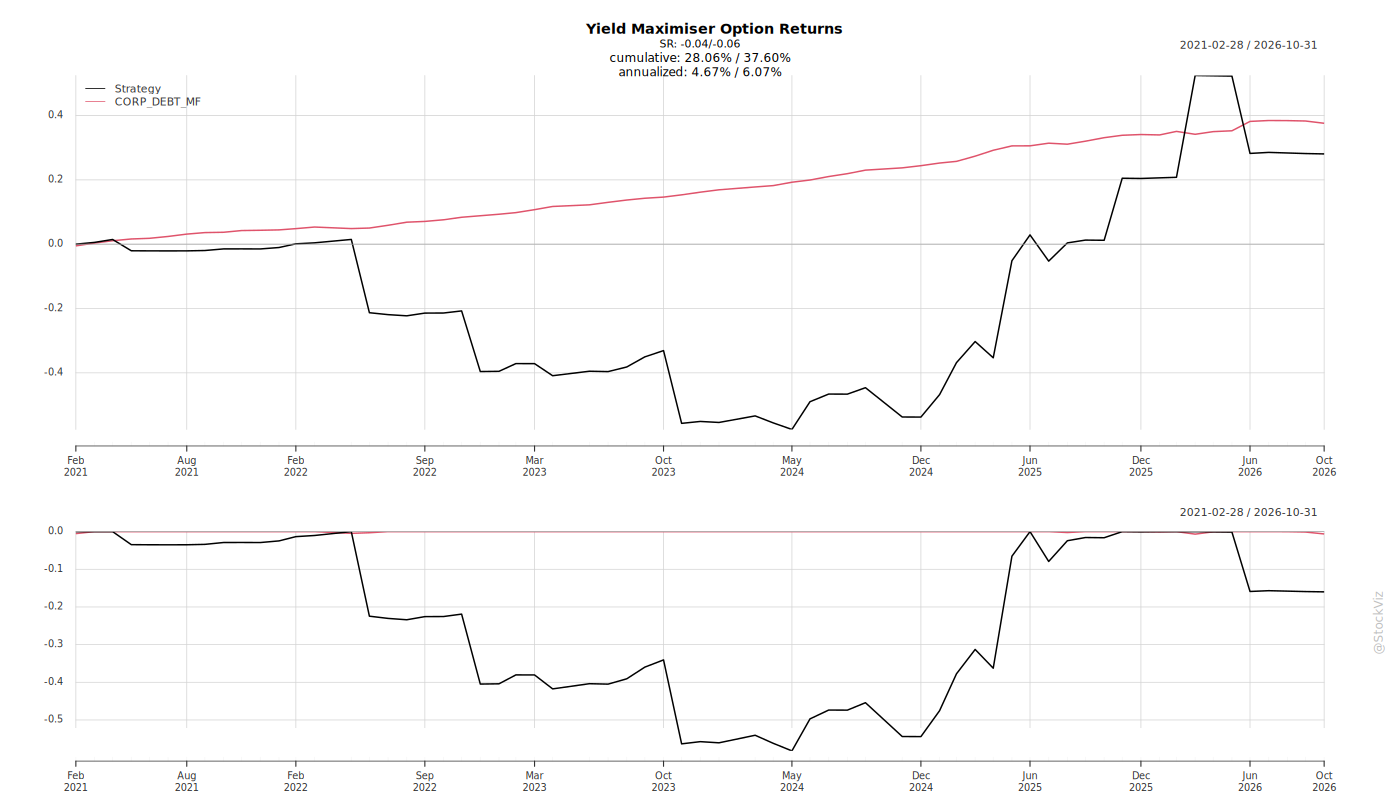 Yield Maximiser Option Returns
SR: -0.04/-0.06
cumulative: 28.06% / 37.60%
annualized: 4.67% / 6.07%
2021-02-28 / 2026-10-31
Strategy
CORP_DEBT_MF
0.4
0.2
0.0
-0.2
-0.4
Feb Aug Feb Sep Mar Oct May Dec Jun Dec Jun Oct
2021 2021 2022 2022 2023 2023 2024 2024 2025 2025 2026 2026
2021-02-28 / 2026-10-31
0.0
-0.1
-0.2
-0.3
-0.4
-0.5
Feb Aug Feb Sep Mar Oct May Dec Jun Dec Jun Oct
2021 2021 2022 2022 2023 2023 2024 2024 2025 2025 2026 2026
@StockViz